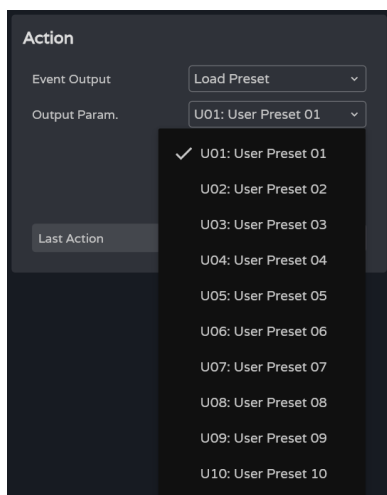 Action
Event Output Load Preset
Output Param. U01: User Preset 01
U01: User Preset 01
U02: User Preset 02
U03: User Preset 03
Last Action
U04: User Preset 04
U05: User Preset 05
U06: User Preset 06
U07: User Preset 07
U08: User Preset 08
U09: User Preset 09
U10: User Preset 10